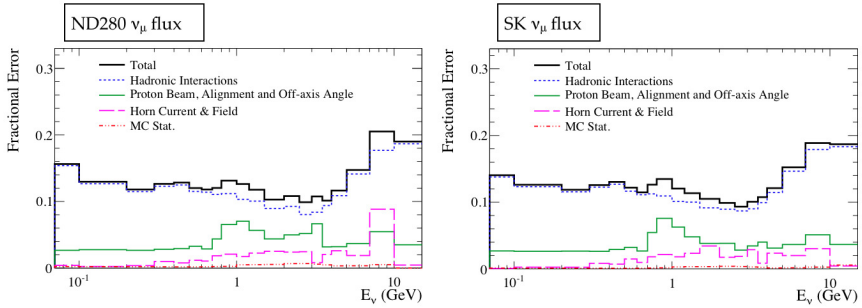 ND280 νμ flux
Fractional Error
0.3
0.2
0.1
0
Total
Hadronic Interactions
Proton Beam, Alignment and Off-axis Angle
Horn Current & Field
MC Stat.
10⁻¹
1
10
Eν (GeV)
SK νμ flux
Fractional Error
0.3
0.2
0.1
0
Total
Hadronic Interactions
Proton Beam, Alignment and Off-axis Angle
Horn Current & Field
MC Stat.
10⁻¹
1
10
Eν (GeV)